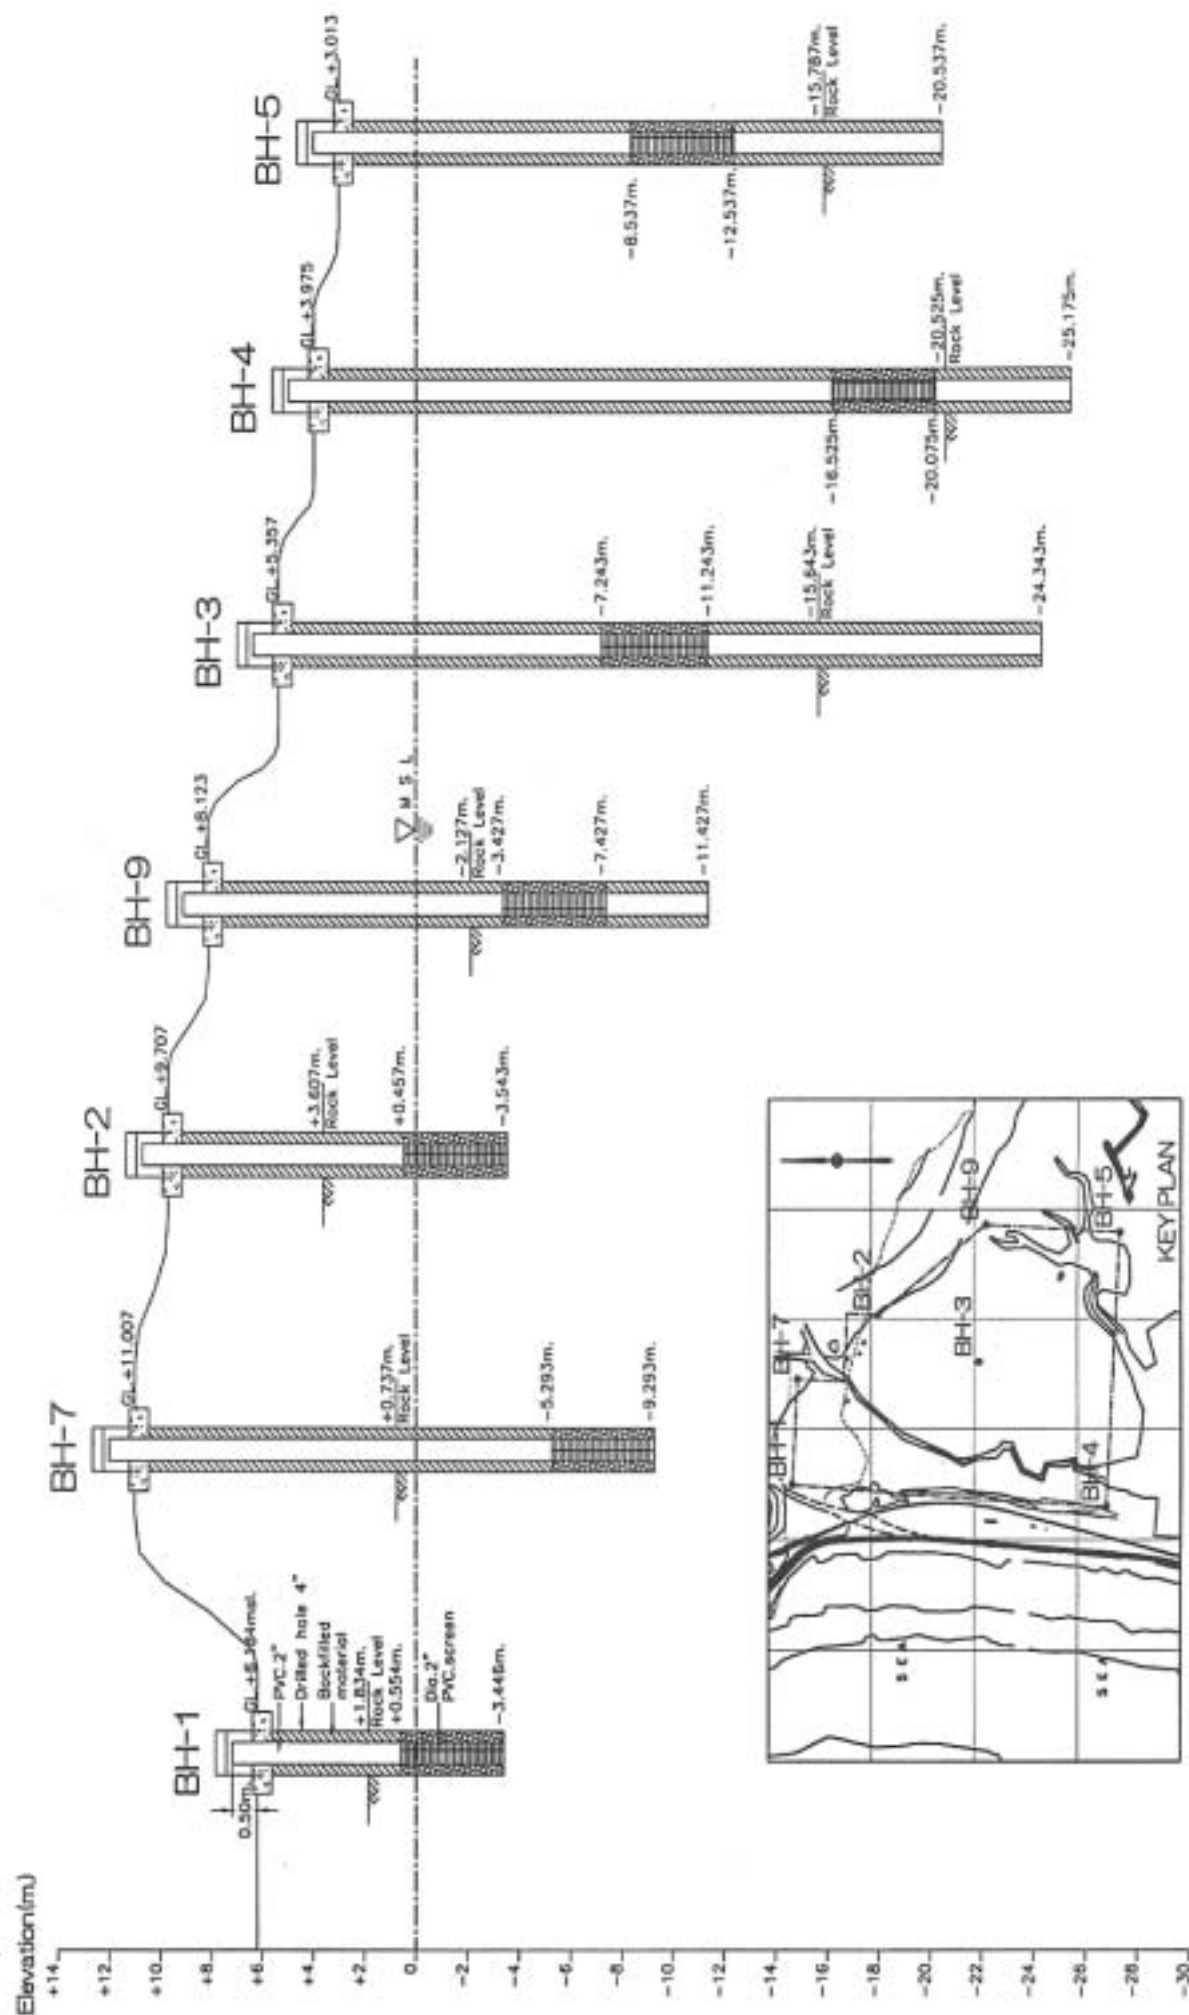 Elevation(m.)
+14
+10
+8
+6
+4
+2
0
-2
-4
-6
-8
-10
-12
-14
-16
-18
-20
-22
-24
-26
-28
-30
BH-1
0.50m.
PVC.2"
Drilled hole 4"
Backfilled
material
+1.834m.
Rock Level
+0.554m.
Dia.2"
PVC.screen
-3.446m.
BH-7
GL.+11.007
+0.737m.
Rock Level
-5.293m.
-9.293m.
BH-2
GL.+9.707
+3.607m.
Rock Level
+0.457m.
-3.543m.
BH-9
GL.+8.123
M S L
-2.127m.
Rock Level
-3.427m.
-7.427m.
-11.427m.
BH-3
GL.+5.357
-7.243m.
-11.243m.
-15.643m.
Rock Level
-24.343m.
BH-4
GL.+3.975
-16.525m.
-20.075m.
-20.525m.
Rock Level
-25.175m.
BH-5
GL.+3.013
-8.537m.
-12.537m.
-15.787m.
Rock Level
-20.537m.
BH-1
BH-7
BH-2
BH-9
BH-3
BH-4
BH-5
SEA
SEA
KEY PLAN